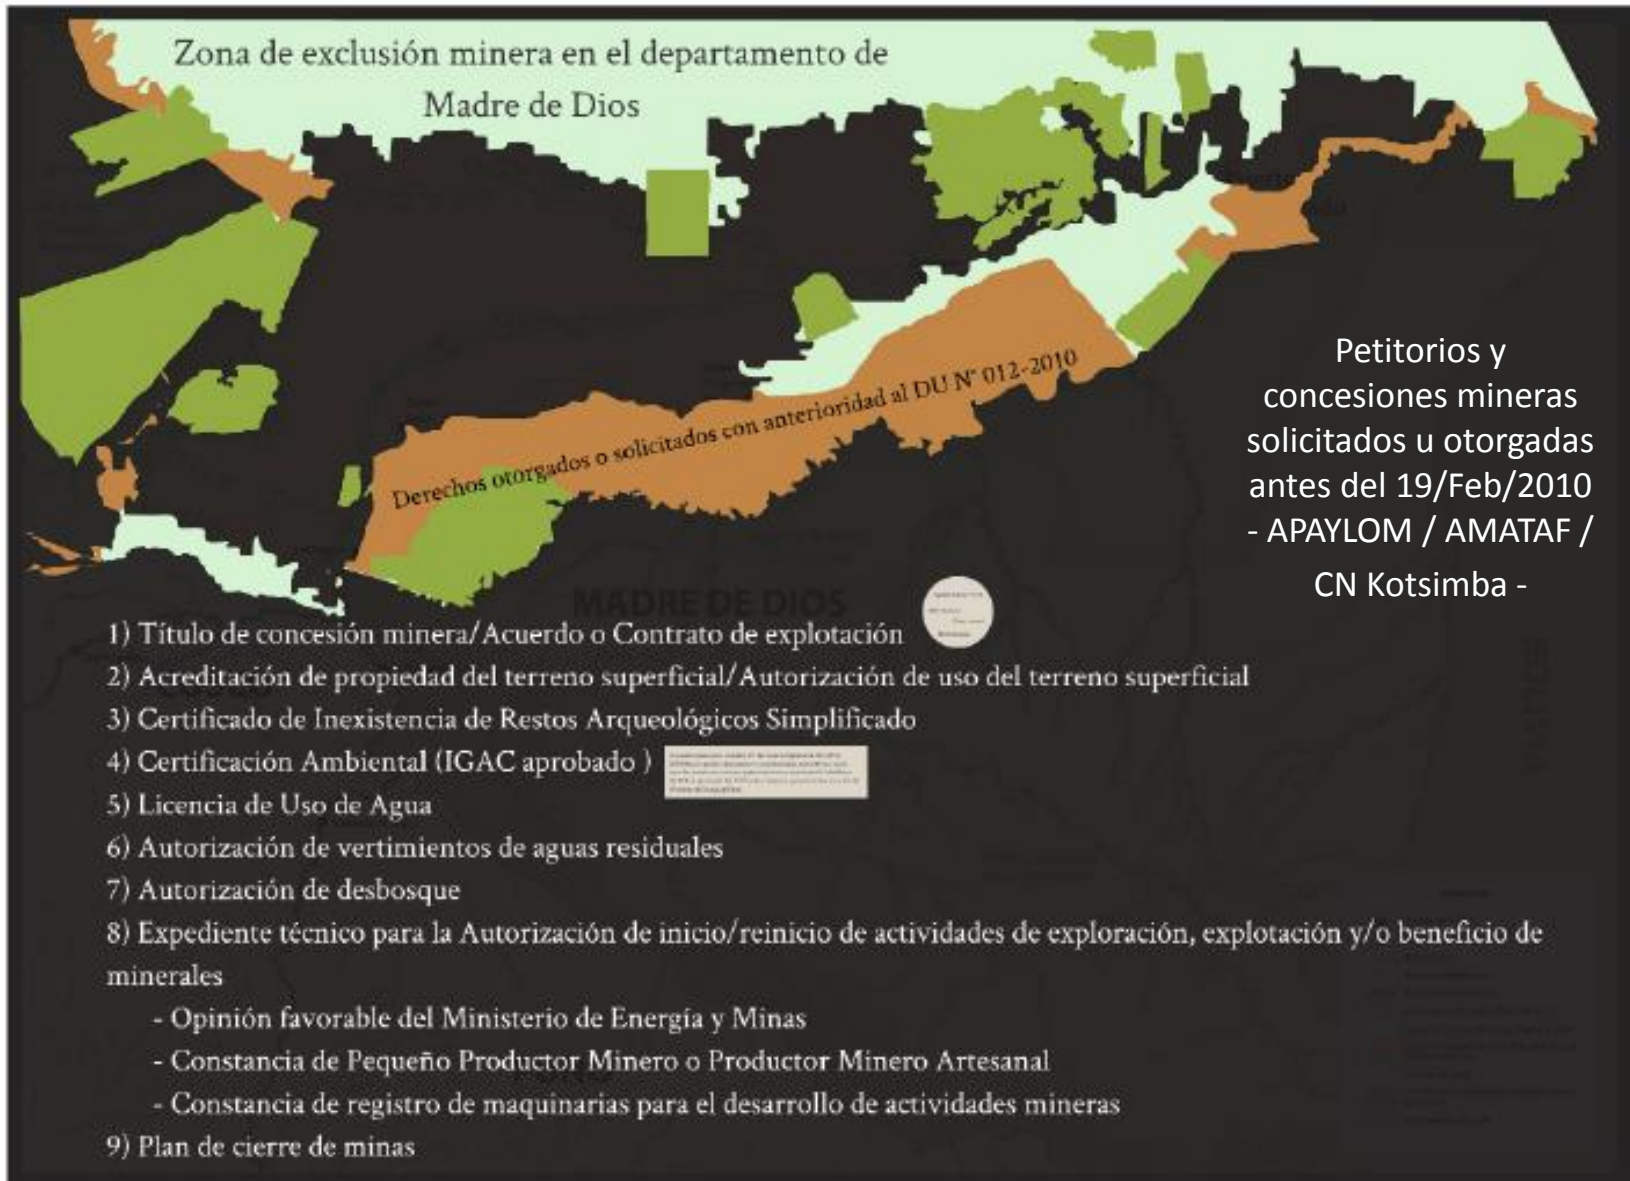 Zona de exclusión minera en el departamento de
Madre de Dios
Derechos otorgados o solicitados con anterioridad al DU N° 012-2010
Petitorios y
concesiones mineras
solicitados u otorgadas
antes del 19/Feb/2010
- APAYLOM / AMATAF /
CN Kotsimba -
MADRE DE DIOS
1) Título de concesión minera/Acuerdo o Contrato de explotación
2) Acreditación de propiedad del terreno superficial/Autorización de uso del terreno superficial
CUSCO
3) Certificado de Inexistencia de Restos Arqueológicos Simplificado
4) Certificación Ambiental (IGAC aprobado )
5) Licencia de Uso de Agua
6) Autorización de vertimientos de aguas residuales
7) Autorización de desbosque
8) Expediente técnico para la Autorización de inicio/reinicio de actividades de exploración, explotación y/o beneficio de
minerales
- Opinión favorable del Ministerio de Energía y Minas
- Constancia de Pequeño Productor Minero o Productor Minero Artesanal
PUNO
- Constancia de registro de maquinarias para el desarrollo de actividades mineras
9) Plan de cierre de minas